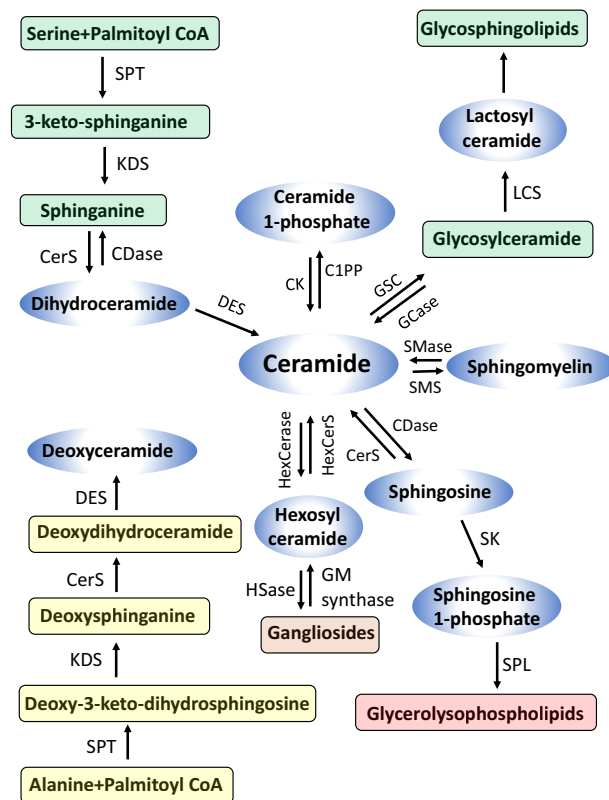 Serine+Palmitoyl CoA
SPT
3-keto-sphinganine
KDS
Sphinganine
CerS
CDase
Dihydroceramide
DES
Ceramide
1-phosphate
CK
C1PP
Glycosphingolipids
Lactosyl
ceramide
LCS
Glycosylceramide
GSC
GCase
Ceramide
SMase
SMS
Sphingomyelin
HexCerase
HexCerS
CDase
CerS
Hexosyl
ceramide
HSase
GM
synthase
Gangliosides
Sphingosine
SK
Sphingosine
1-phosphate
SPL
Glycerolysophospholipids
Deoxyceramide
DES
Deoxydihydroceramide
CerS
Deoxysphinganine
KDS
Deoxy-3-keto-dihydrosphingosine
SPT
Alanine+Palmitoyl CoA